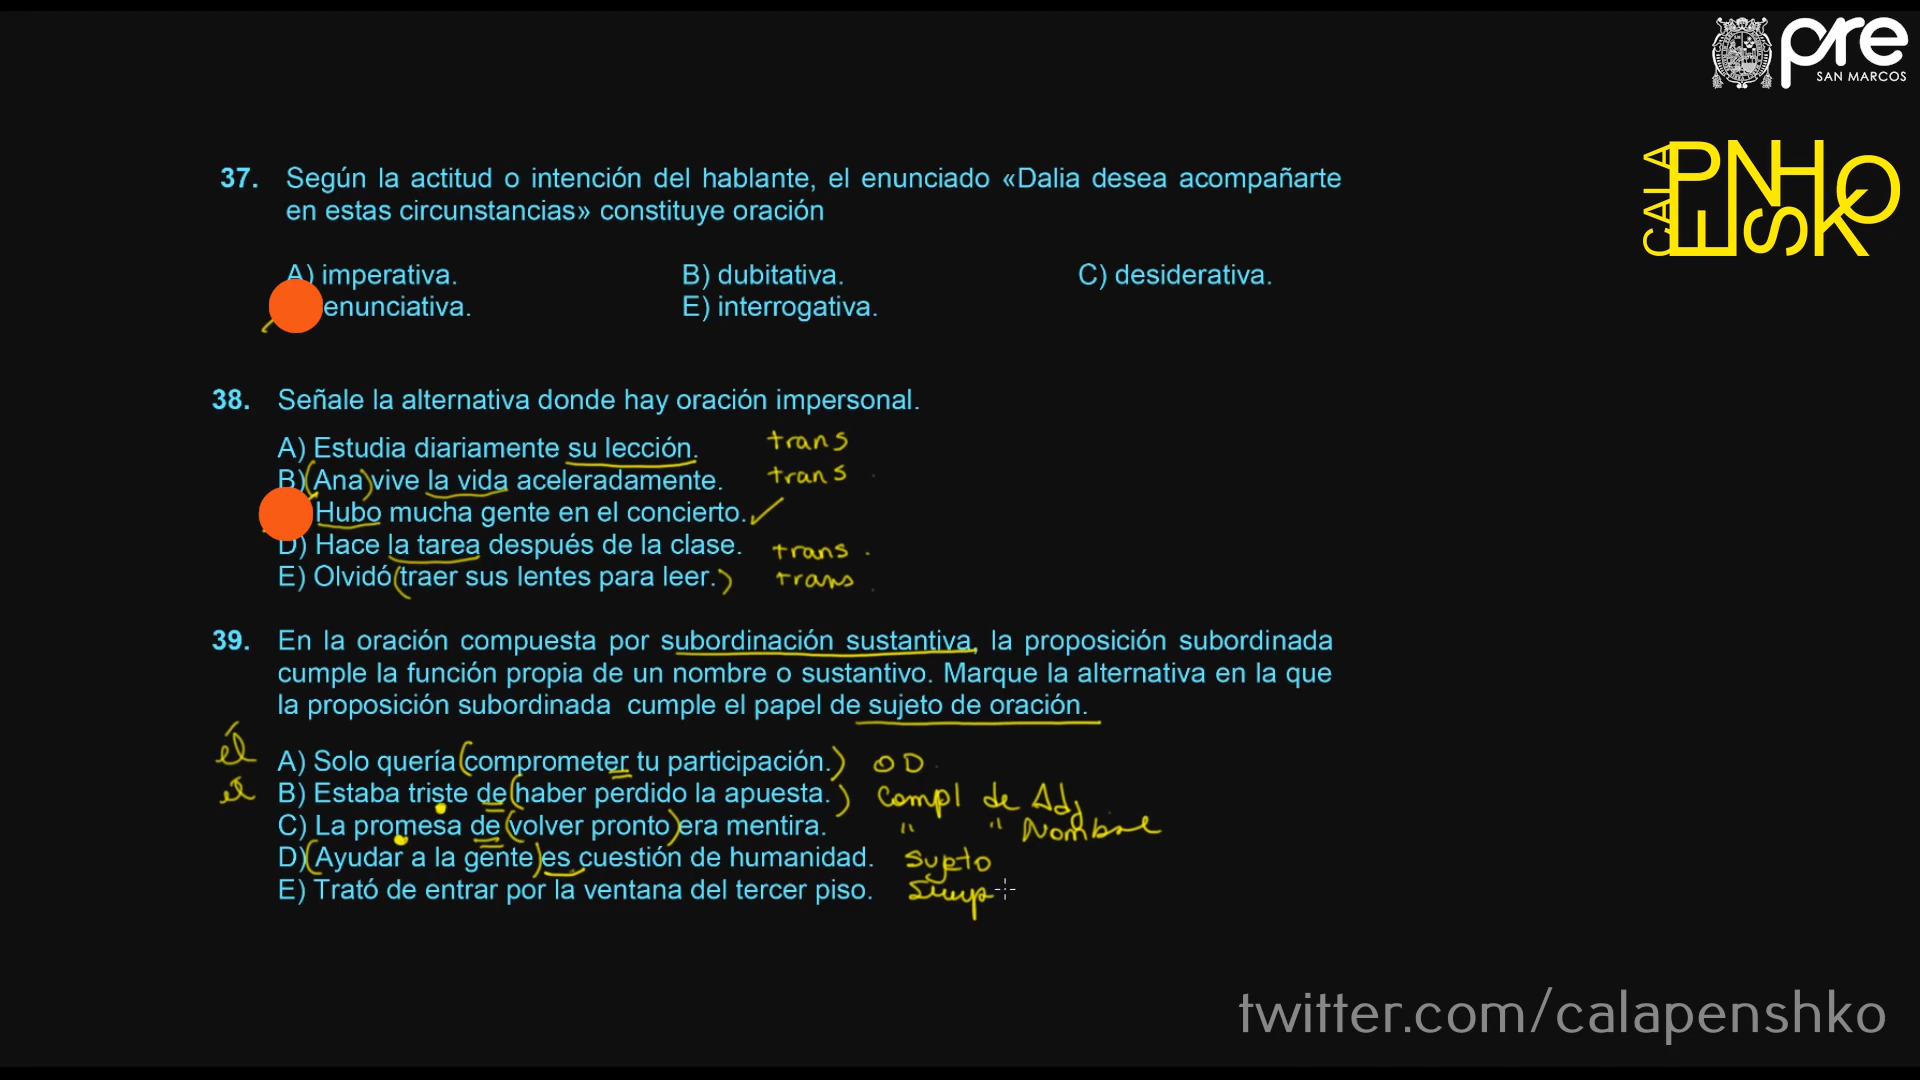 pre
SAN MARCOS
CALA
PENSHKO
37. Según la actitud o intención del hablante, el enunciado «Dalia desea acompañarte
en estas circunstancias» constituye oración
A) imperativa. B) dubitativa. C) desiderativa.
enunciativa. E) interrogativa.
38. Señale la alternativa donde hay oración impersonal.
A) Estudia diariamente su lección. trans
B) (Ana) vive la vida aceleradamente. trans
Hubo mucha gente en el concierto.
D) Hace la tarea después de la clase. trans
E) Olvidó (traer sus lentes para leer.) trans
39. En la oración compuesta por subordinación sustantiva, la proposición subordinada
cumple la función propia de un nombre o sustantivo. Marque la alternativa en la que
la proposición subordinada cumple el papel de sujeto de oración.
él A) Solo quería (comprometer tu participación.) OD
él B) Estaba triste de (haber perdido la apuesta.) Compl de Adj
C) La promesa de (volver pronto) era mentira. " " Nombre
D) (Ayudar a la gente) es cuestión de humanidad. Sujeto
E) Trató de entrar por la ventana del tercer piso. Simp
twitter.com/calapenshko